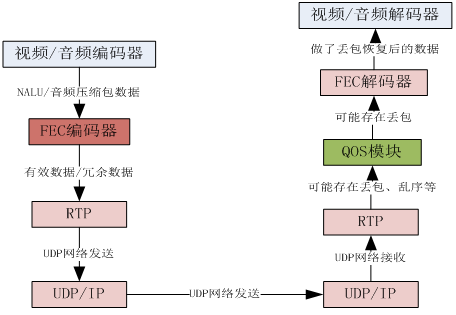 视频/音频编码器
NALU/音频压缩包数据
FEC编码器
有效数据/冗余数据
RTP
UDP网络发送
UDP/IP
UDP网络发送
视频/音频解码器
做了丢包恢复后的数据
FEC解码器
可能存在丢包
QOS模块
可能存在丢包、乱序等
RTP
UDP网络接收
UDP/IP